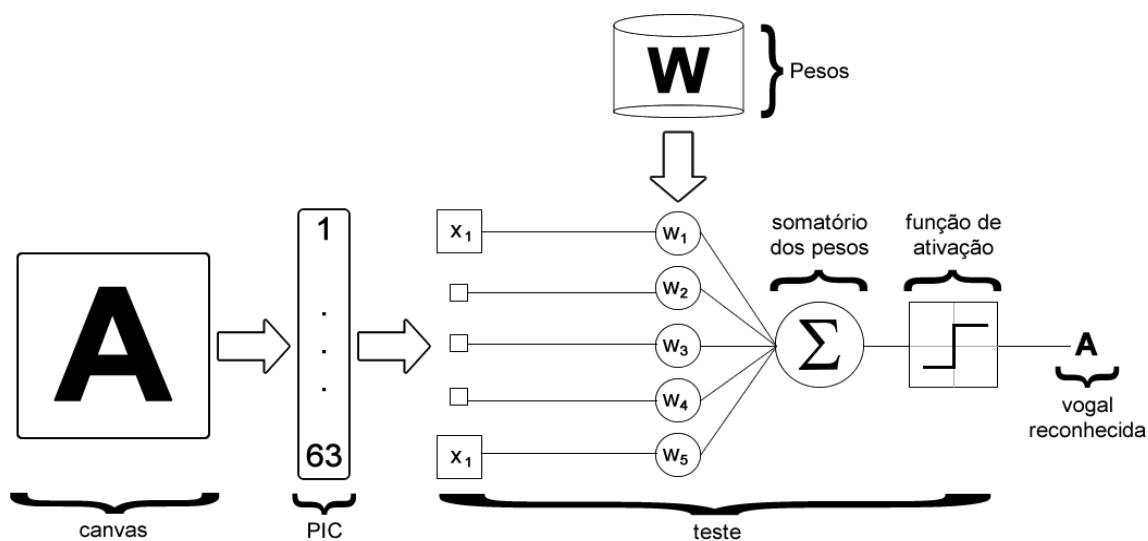 W
Pesos
A
canvas
1
.
.
.
63
PIC
x₁
x₁
W₁
W₂
W₃
W₄
W₅
teste
somatório
dos pesos
Σ
função de
ativação
A
vogal
reconhecida